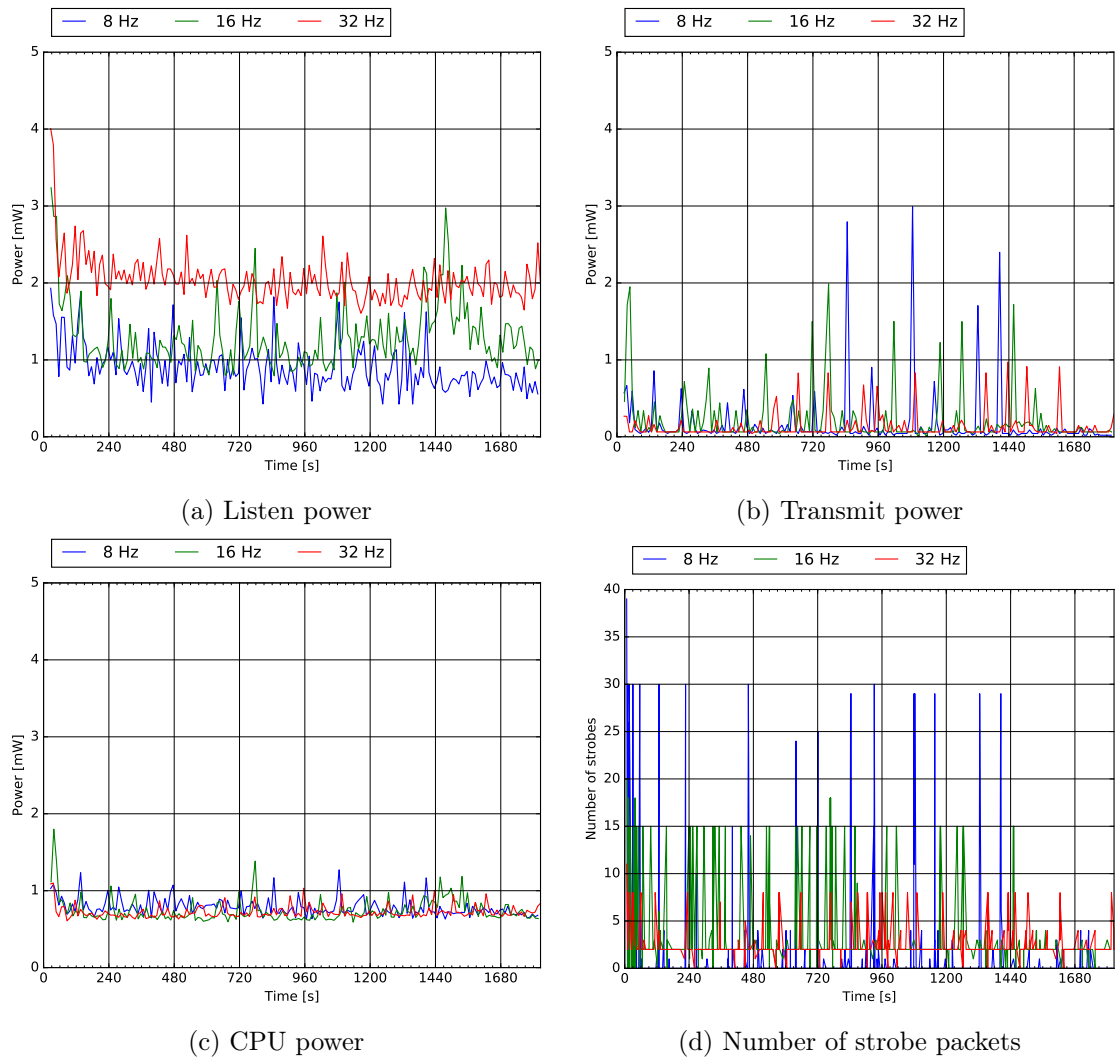 8 Hz 16 Hz 32 Hz
5
4
3
2
1
0
Power [mW]
0 240 480 720 960 1200 1440 1680
Time [s]
(a) Listen power
8 Hz 16 Hz 32 Hz
5
4
3
2
1
0
Power [mW]
0 240 480 720 960 1200 1440 1680
Time [s]
(b) Transmit power
8 Hz 16 Hz 32 Hz
5
4
3
2
1
0
Power [mW]
0 240 480 720 960 1200 1440 1680
Time [s]
(c) CPU power
8 Hz 16 Hz 32 Hz
40
35
30
25
20
15
10
5
0
Number of strobes
0 240 480 720 960 1200 1440 1680
Time [s]
(d) Number of strobe packets